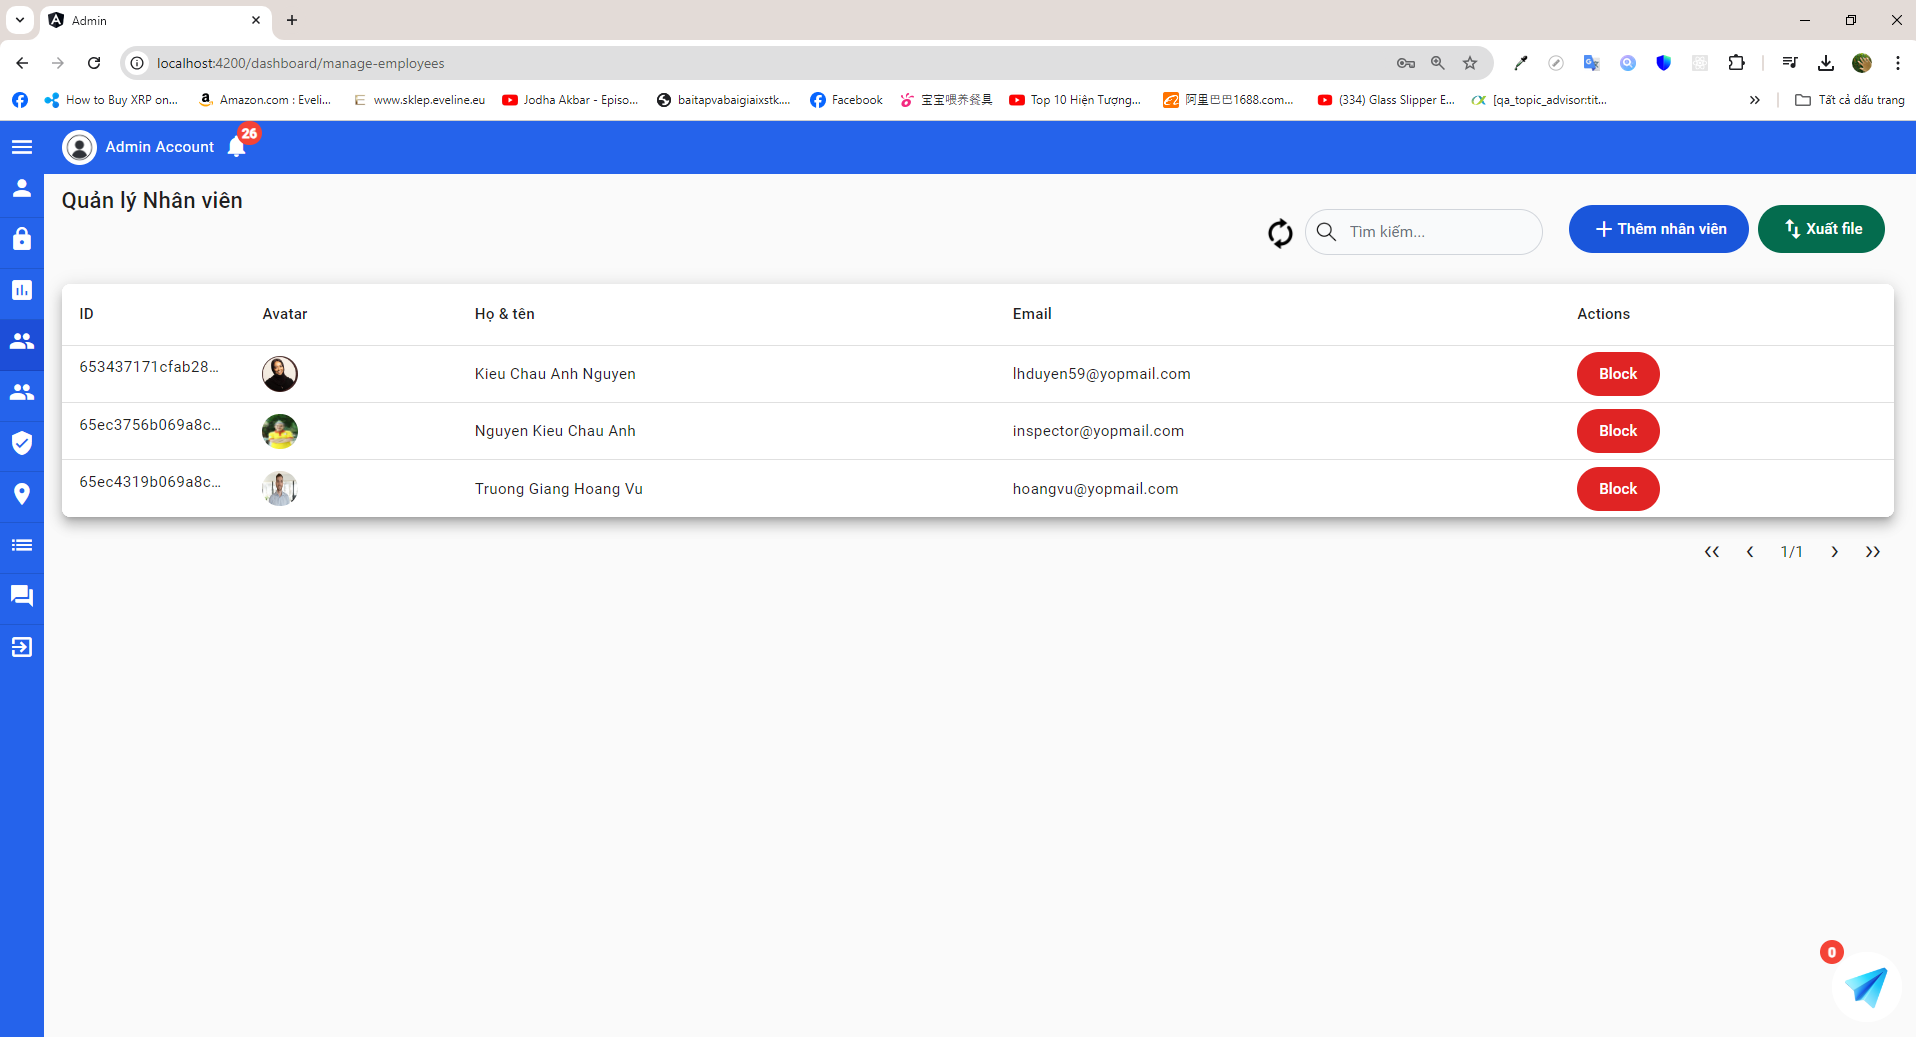 Admin
localhost:4200/dashboard/manage-employees
How to Buy XRP on...
Amazon.com : Eveli...
www.sklep.eveline.eu
Jodha Akbar - Episo...
baitapvabaigiaixstk....
Facebook
宝宝喂养餐具
Top 10 Hiện Tượng...
阿里巴巴1688.com...
(334) Glass Slipper E...
[qa_topic_advisor:tit...
Tất cả dấu trang
Admin Account
26
Quản lý Nhân viên
Tìm kiếm...
Thêm nhân viên
Xuất file
ID Avatar Họ & tên Email Actions
653437171cfab28... Kieu Chau Anh Nguyen lhduyen59@yopmail.com Block
65ec3756b069a8c... Nguyen Kieu Chau Anh inspector@yopmail.com Block
65ec4319b069a8c... Truong Giang Hoang Vu hoangvu@yopmail.com Block
1/1
0